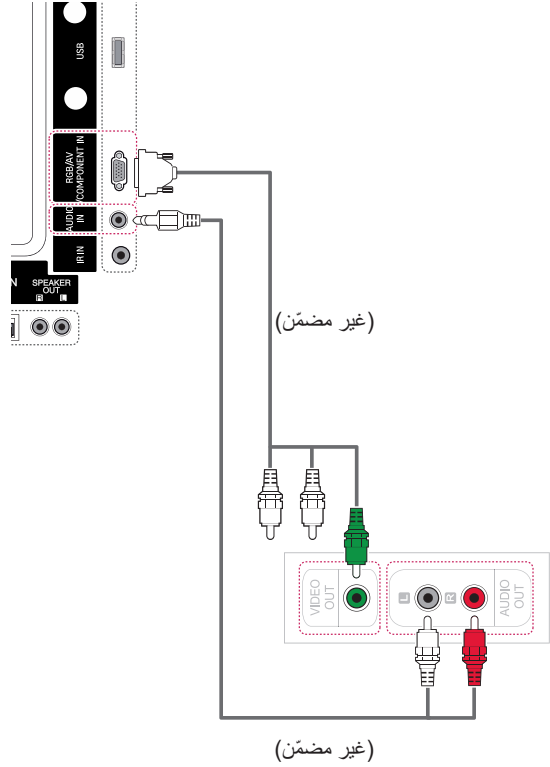 USB
RGB/AV
/COMPONENT IN
AUDIO
IN
IR IN
N
SPEAKER
OUT
R L
(غير مضمّن)
VIDEO
OUT
L R
AUDIO
OUT
(غير مضمّن)